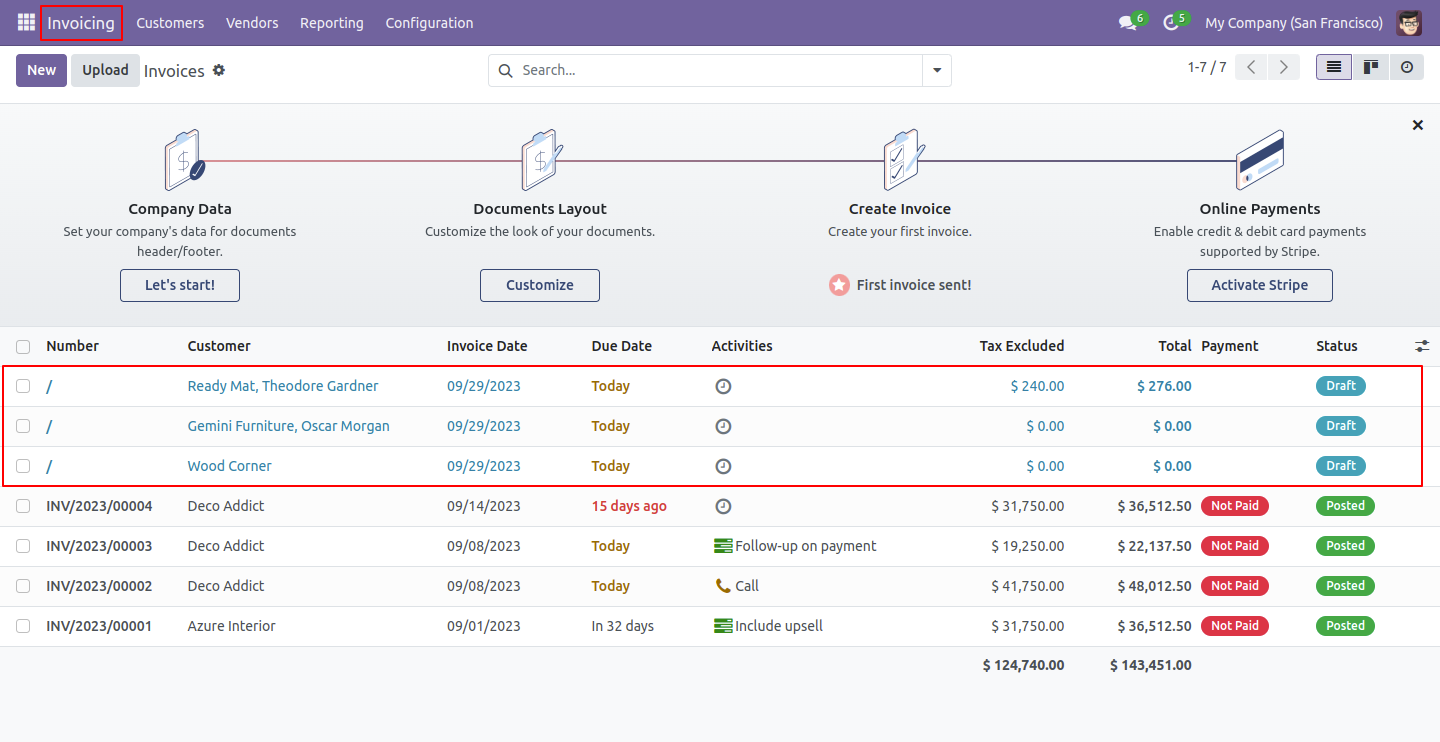 Invoicing Customers Vendors Reporting Configuration 6 5 My Company (San Francisco)
New Upload Invoices Search... 1-7 / 7
Company Data Documents Layout Create Invoice Online Payments
Set your company's data for documents Customize the look of your documents. Create your first invoice. Enable credit & debit card payments
header/footer. supported by Stripe.
Let's start! Customize First invoice sent! Activate Stripe
Number Customer Invoice Date Due Date Activities Tax Excluded Total Payment Status
/ Ready Mat, Theodore Gardner 09/29/2023 Today $ 240.00 $ 276.00 Draft
/ Gemini Furniture, Oscar Morgan 09/29/2023 Today $ 0.00 $ 0.00 Draft
/ Wood Corner 09/29/2023 Today $ 0.00 $ 0.00 Draft
INV/2023/00004 Deco Addict 09/14/2023 15 days ago $ 31,750.00 $ 36,512.50 Not Paid Posted
INV/2023/00003 Deco Addict 09/08/2023 Today Follow-up on payment $ 19,250.00 $ 22,137.50 Not Paid Posted
INV/2023/00002 Deco Addict 09/08/2023 Today Call $ 41,750.00 $ 48,012.50 Not Paid Posted
INV/2023/00001 Azure Interior 09/01/2023 In 32 days Include upsell $ 31,750.00 $ 36,512.50 Not Paid Posted
$ 124,740.00 $ 143,451.00